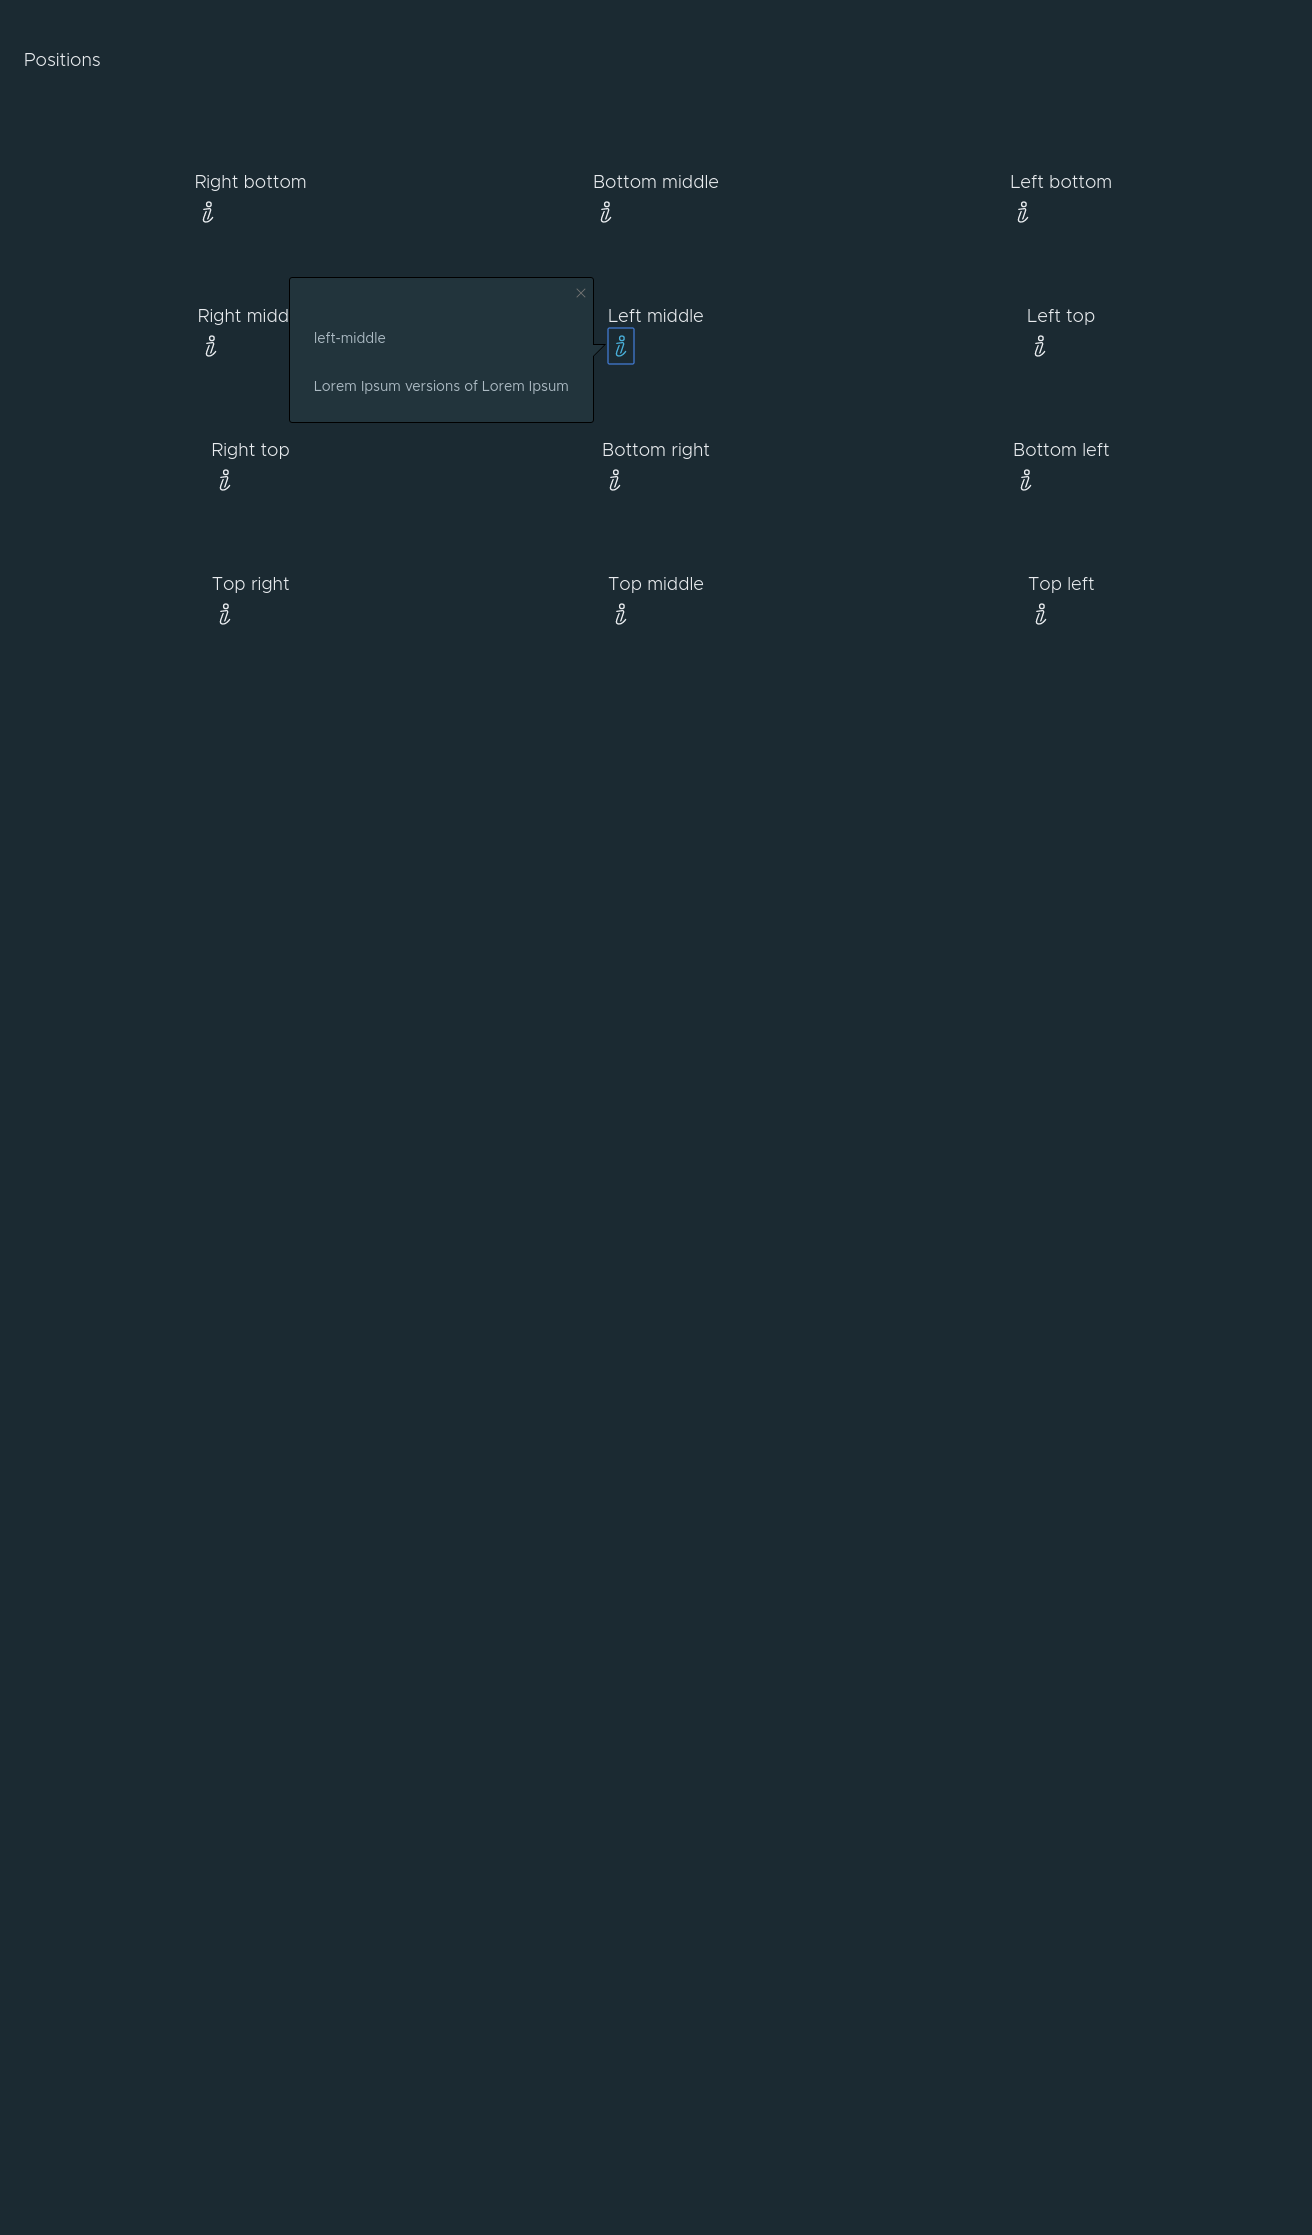 Positions
Right bottom
Bottom middle
Left bottom
Right midd
left-middle
Lorem Ipsum versions of Lorem Ipsum
Left middle
Left top
Right top
Bottom right
Bottom left
Top right
Top middle
Top left